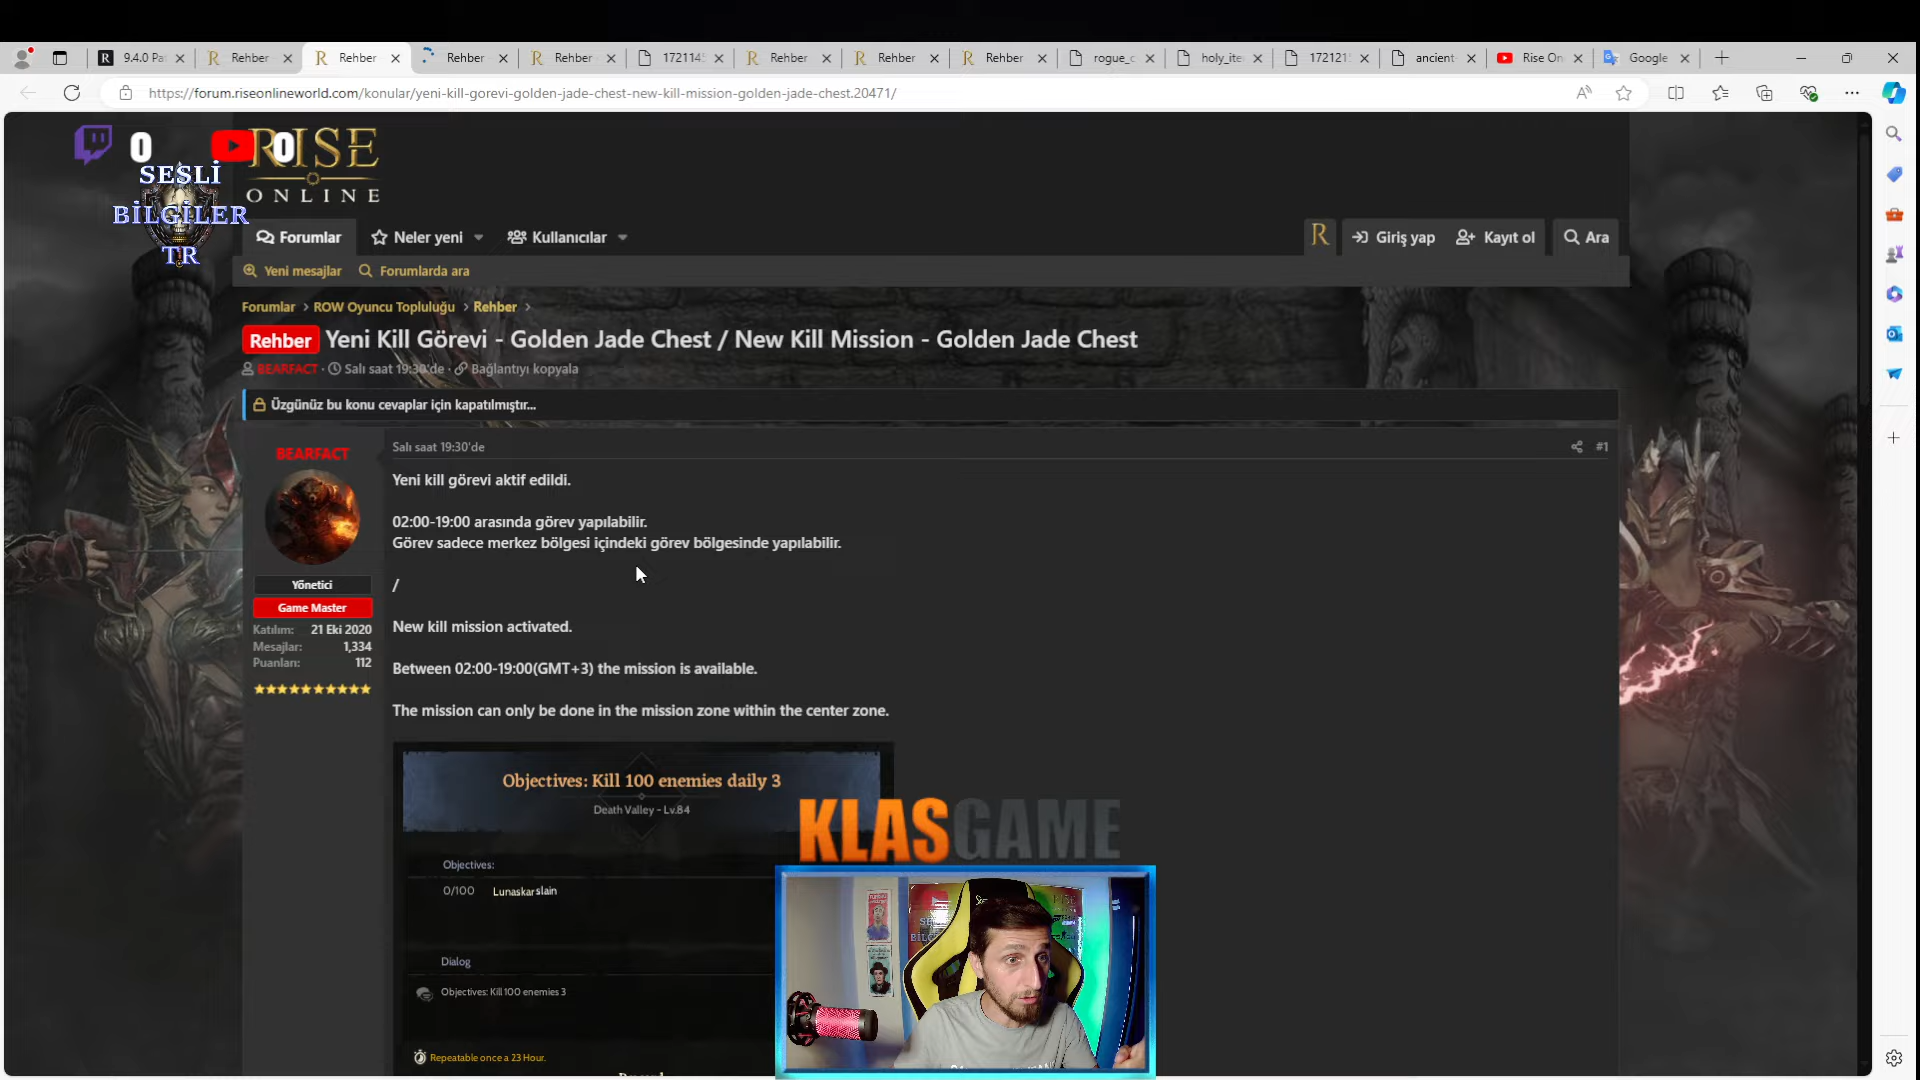 9.4.0 Pa
Rehber
Rehber
Rehber
Rehber
172114
Rehber
Rehber
Rehber
rogue_c
holy_ite
172121
ancient-
Rise On
Google
https://forum.riseonlineworld.com/konular/yeni-kill-gorevi-golden-jade-chest-new-kill-mission-golden-jade-chest.20471/
0
0
RISE
ONLINE
SESLİ
BİLGİLER
TR
Forumlar
Neler yeni
Kullanıcılar
R
Giriş yap
Kayıt ol
Ara
Yeni mesajlar
Forumlarda ara
Forumlar > ROW Oyuncu Topluluğu > Rehber >
Rehber Yeni Kill Görevi - Golden Jade Chest / New Kill Mission - Golden Jade Chest
BEARFACT · Salı saat 19:30'de · Bağlantıyı kopyala
Üzgünüz bu konu cevaplar için kapatılmıştır...
BEARFACT
Yönetici
Game Master
Katılım: 21 Eki 2020
Mesajlar: 1,334
Puanları: 112
Salı saat 19:30'de
#1
Yeni kill görevi aktif edildi.
02:00-19:00 arasında görev yapılabilir.
Görev sadece merkez bölgesi içindeki görev bölgesinde yapılabilir.
/
New kill mission activated.
Between 02:00-19:00(GMT+3) the mission is available.
The mission can only be done in the mission zone within the center zone.
Objectives: Kill 100 enemies daily 3
Death Valley - Lv.84
Objectives:
0/100 Lunaskar slain
Dialog
Objectives: Kill 100 enemies 3
Repeatable once a 23 Hour.
KLASGAME